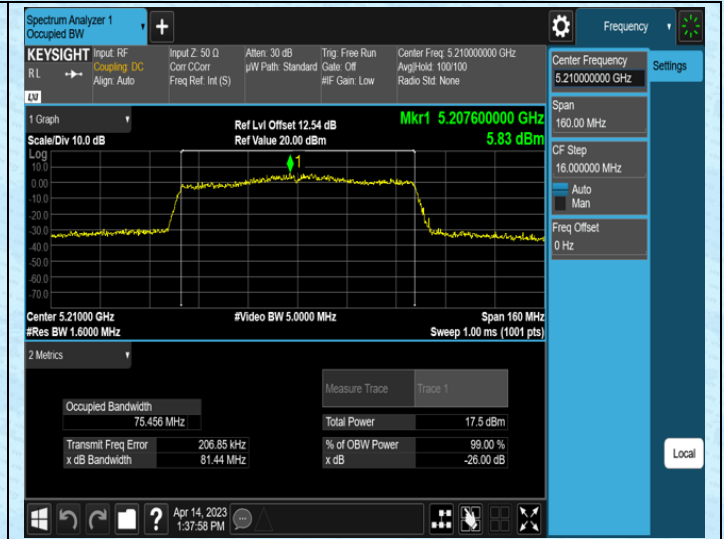 Spectrum Analyzer 1
Occupied BW
+
Frequency
KEYSIGHT
RL
LXI
Input: RF
Coupling: DC
Align: Auto
Input Z: 50 Ω
Corr CCorr
Freq Ref: Int (S)
Atten: 30 dB
µW Path: Standard
Trig: Free Run
Gate: Off
#IF Gain: Low
Center Freq: 5.210000000 GHz
Avg|Hold: 100/100
Radio Std: None
Center Frequency
5.210000000 GHz
Settings
Span
160.00 MHz
CF Step
16.000000 MHz
Auto
Man
Freq Offset
0 Hz
Local
1 Graph
Scale/Div 10.0 dB
Ref Lvl Offset 12.54 dB
Ref Value 20.00 dBm
Mkr1 5.207600000 GHz
5.83 dBm
Log
10.0
0.00
-10.0
-20.0
-30.0
-40.0
-50.0
-60.0
-70.0
1
Center 5.21000 GHz
#Res BW 1.6000 MHz
#Video BW 5.0000 MHz
Span 160 MHz
Sweep 1.00 ms (1001 pts)
2 Metrics
Measure Trace Trace 1
Occupied Bandwidth
75.456 MHz
Total Power 17.5 dBm
Transmit Freq Error 206.85 kHz
% of OBW Power 99.00 %
x dB Bandwidth 81.44 MHz
x dB -26.00 dB
?
Apr 14, 2023
1:37:58 PM